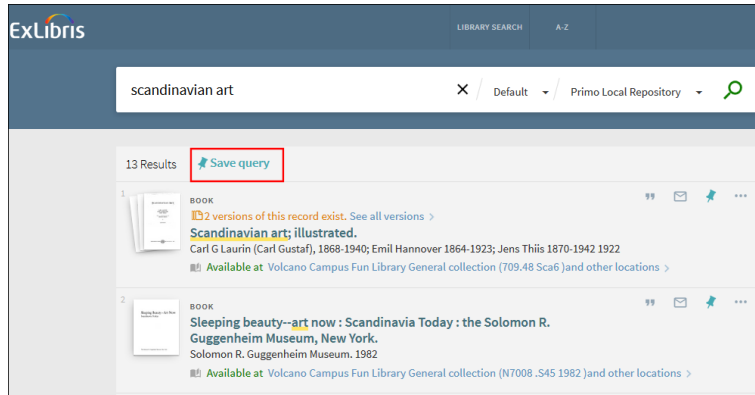 ExLibris
LIBRARY SEARCH A-Z
scandinavian art Default Primo Local Repository
13 Results Save query
1
BOOK
2 versions of this record exist. See all versions >
Scandinavian art; illustrated.
Carl G Laurin (Carl Gustaf), 1868-1940; Emil Hannover 1864-1923; Jens Thiis 1870-1942 1922
Available at Volcano Campus Fun Library General collection (709.48 Sca6 )and other locations >
2
BOOK
Sleeping beauty--art now : Scandinavia Today : the Solomon R.
Guggenheim Museum, New York.
Solomon R. Guggenheim Museum. 1982
Available at Volcano Campus Fun Library General collection (N7008 .S45 1982 )and other locations >